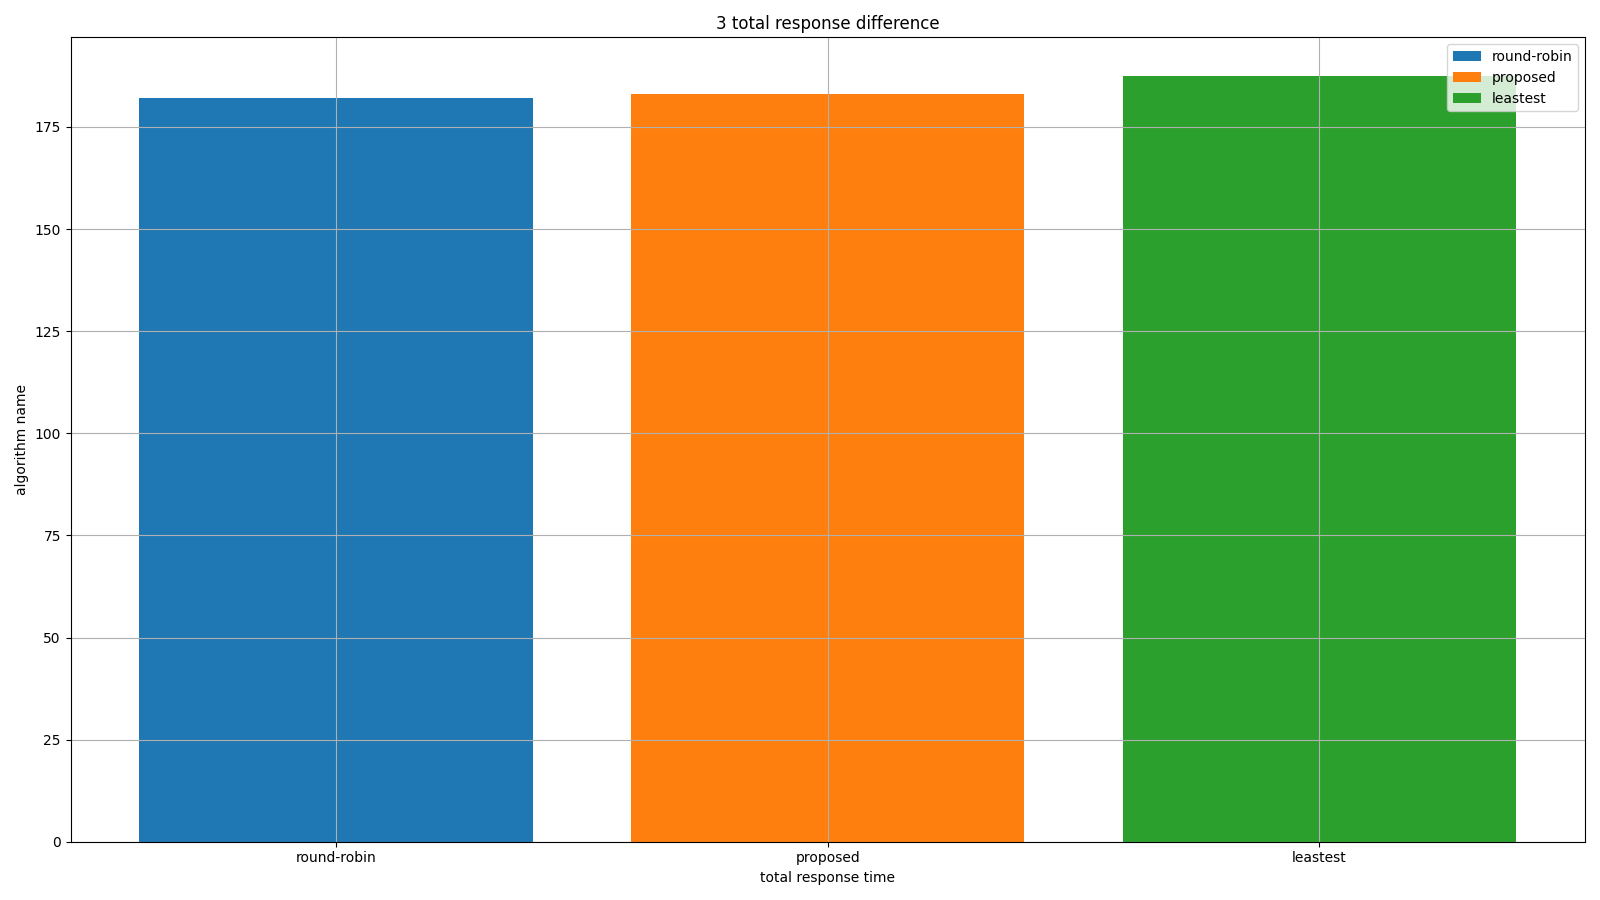 3 total response difference
round-robin
proposed
leastest
175
150
125
100
75
50
25
0
algorithm name
round-robin
proposed
leastest
total response time